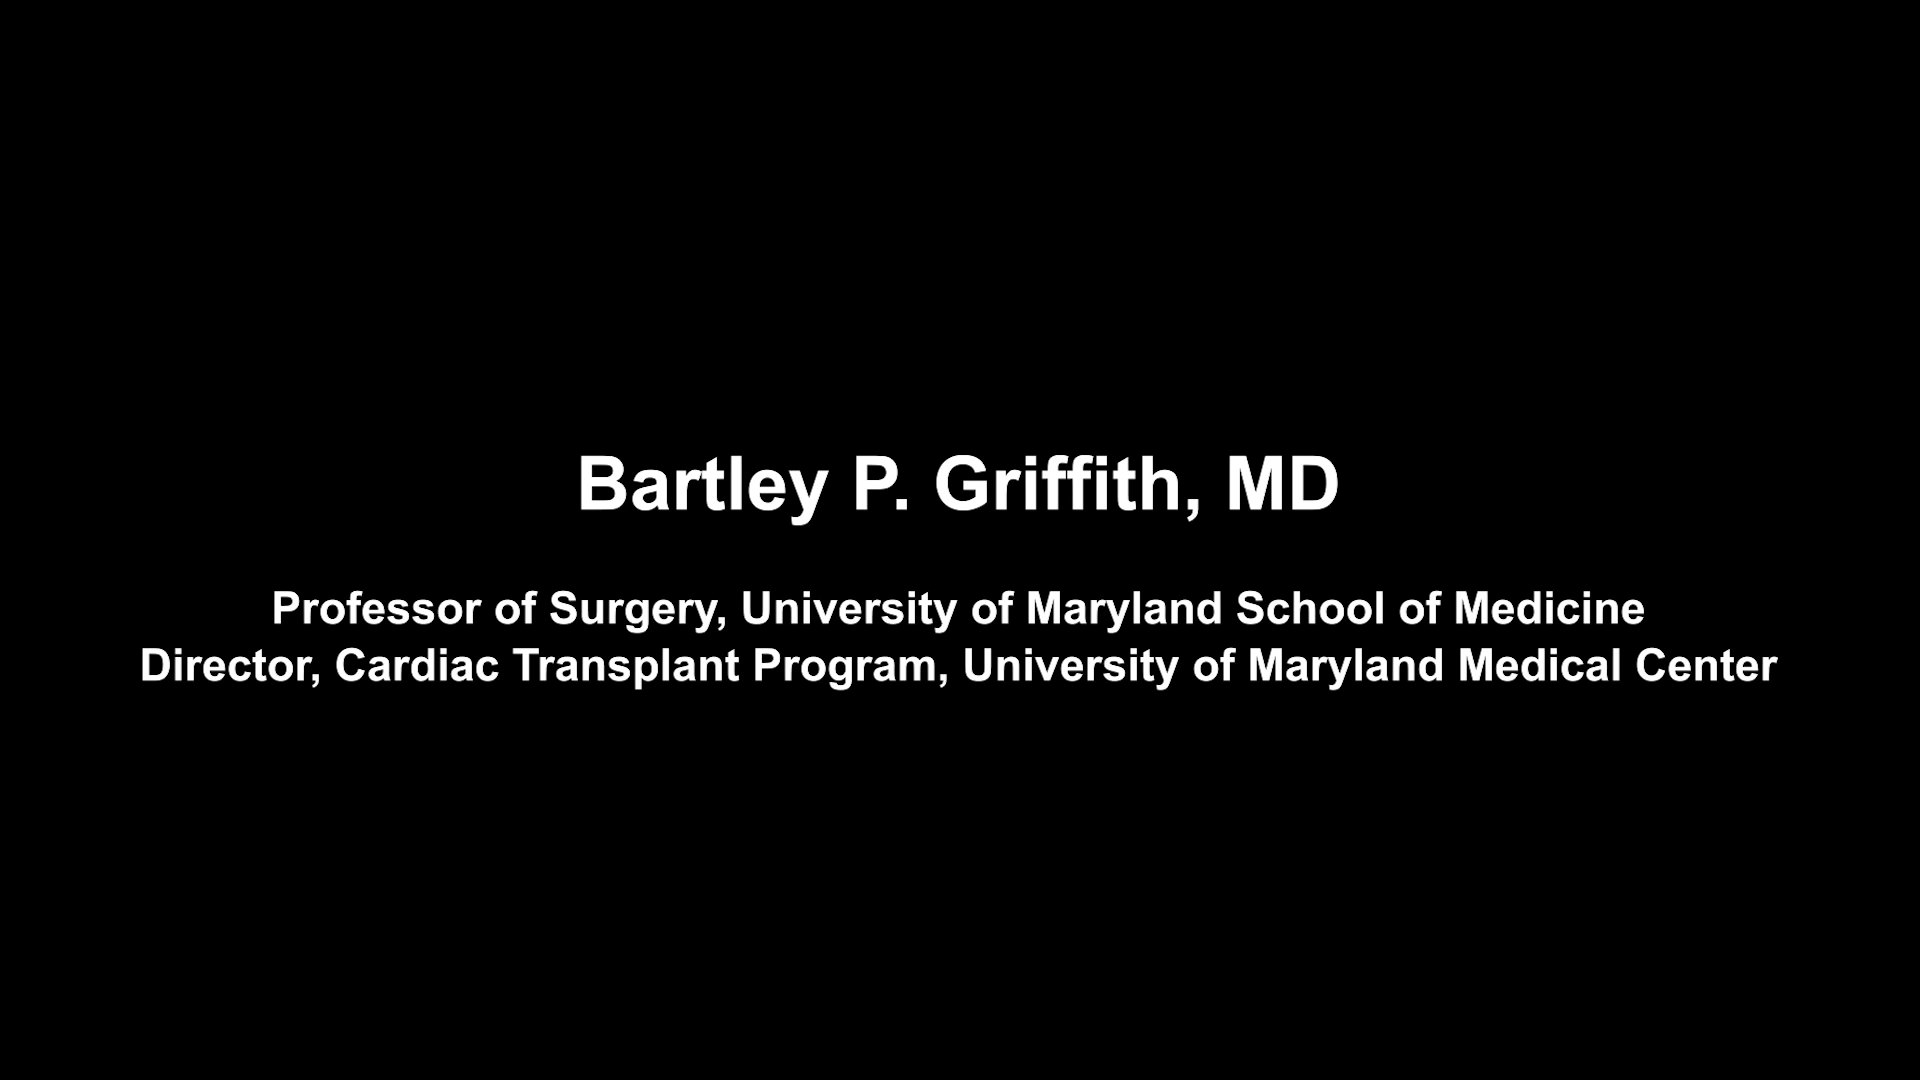 Bartley P. Griffith, MD
Professor of Surgery, University of Maryland School of Medicine
Director, Cardiac Transplant Program, University of Maryland Medical Center